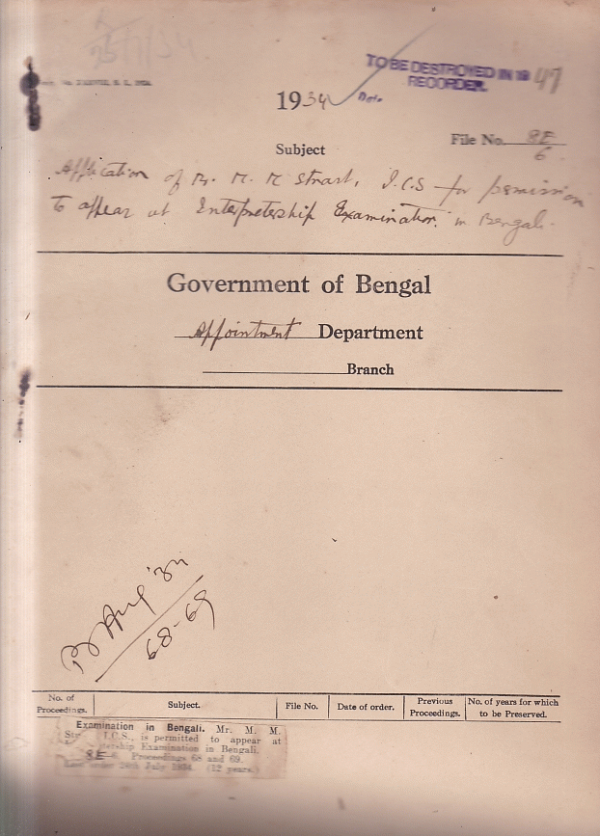 TO BE DESTROYED IN 19 47
RECORDER.
1934
Subject
File No. 8E/6
Application of Mr. M. M Stuart, I.C.S for permission
to appear at Interpretership Examination in Bengali.
Government of Bengal
Appointment Department
Branch
B Aug '34
68-69
No. of Proceedings. Subject. File No. Date of order. Previous Proceedings. No. of years for which to be Preserved.
Examination in Bengali. Mr. M. M.
I.C.S., is permitted to appear at
Examination in Bengali.
8E-6. Proceedings 68 and 69.
Last order 24th July 1934. (12 years.)